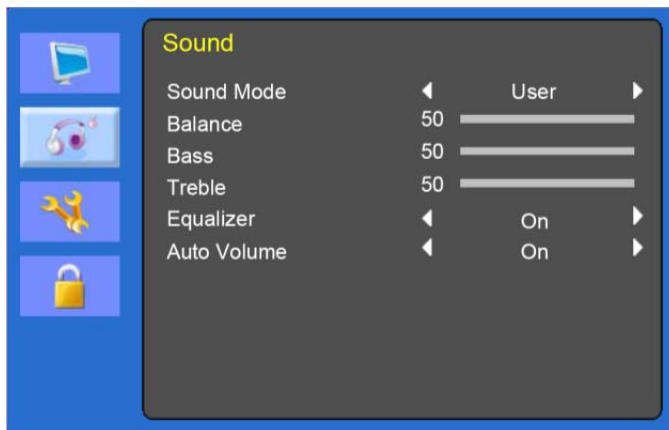 Sound
Sound Mode User
Balance 50
Bass 50
Treble 50
Equalizer On
Auto Volume On